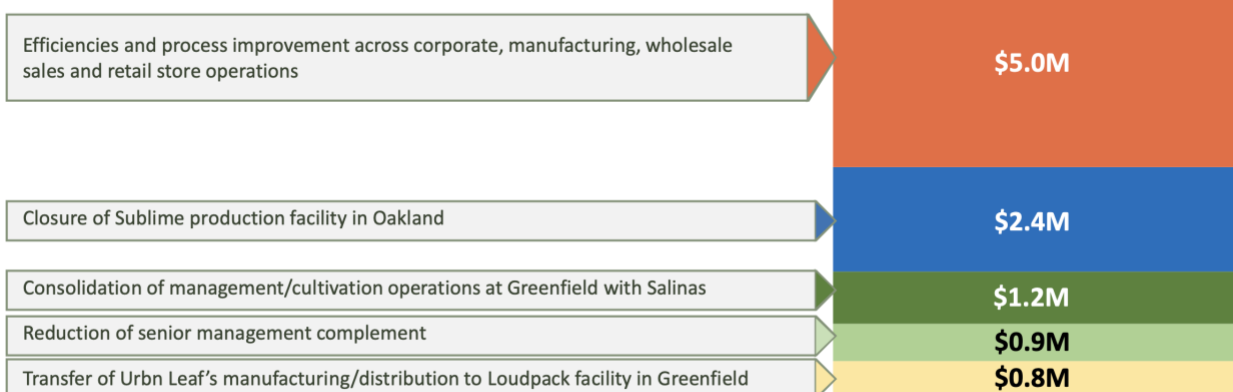 Efficiencies and process improvement across corporate, manufacturing, wholesale
sales and retail store operations
$5.0M
Closure of Sublime production facility in Oakland
$2.4M
Consolidation of management/cultivation operations at Greenfield with Salinas
$1.2M
Reduction of senior management complement
$0.9M
Transfer of Urbn Leaf's manufacturing/distribution to Loudpack facility in Greenfield
$0.8M